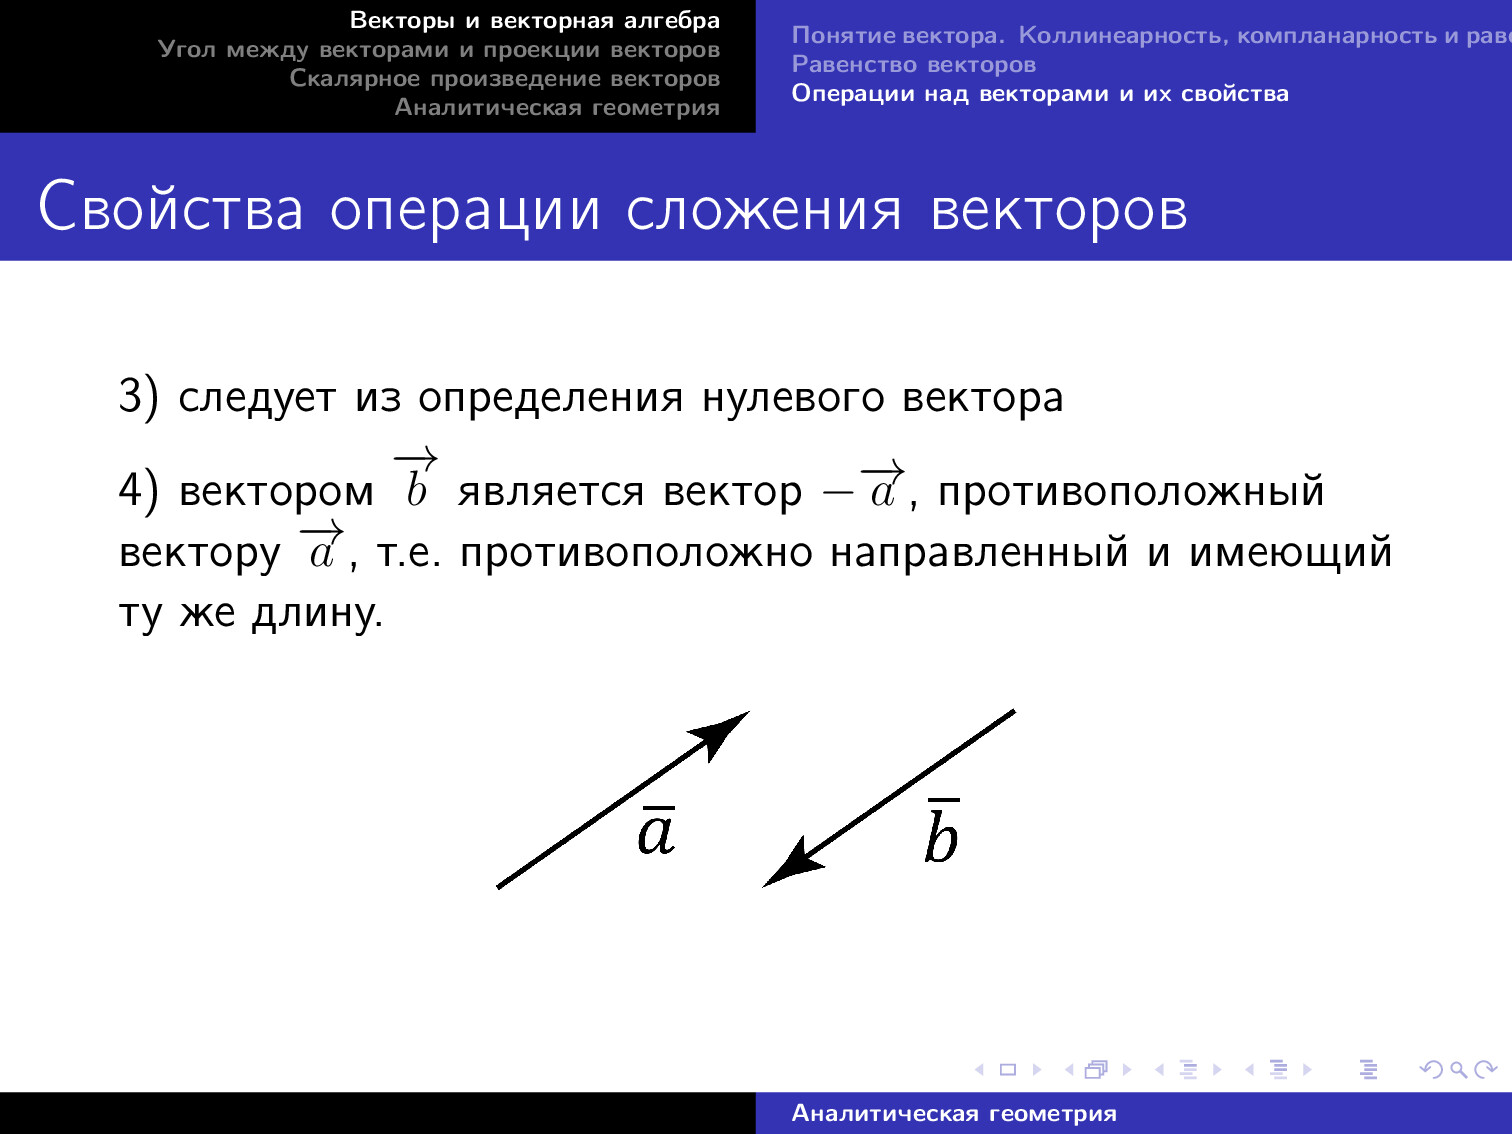 Векторы и векторная алгебра
Угол между векторами и проекции векторов
Скалярное произведение векторов
Аналитическая геометрия
Понятие вектора. Коллинеарность, компланарность и
Равенство векторов
Операции над векторами и их свойства
Свойства операции сложения векторов
3) следует из определения нулевого вектора
4) вектором $\overrightarrow{b}$ является вектор $-\overrightarrow{a}$, противоположный
вектору $\overrightarrow{a}$, т.е. противоположно направленный и имеющий
ту же длину.
$\overline{a}$
$\overline{b}$
Аналитическая геометрия